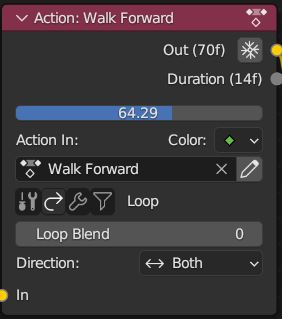 Action: Walk Forward
Out (70f)
Duration (14f)
64.29
Action In: Color:
Walk Forward
Loop
Loop Blend 0
Direction: Both
In